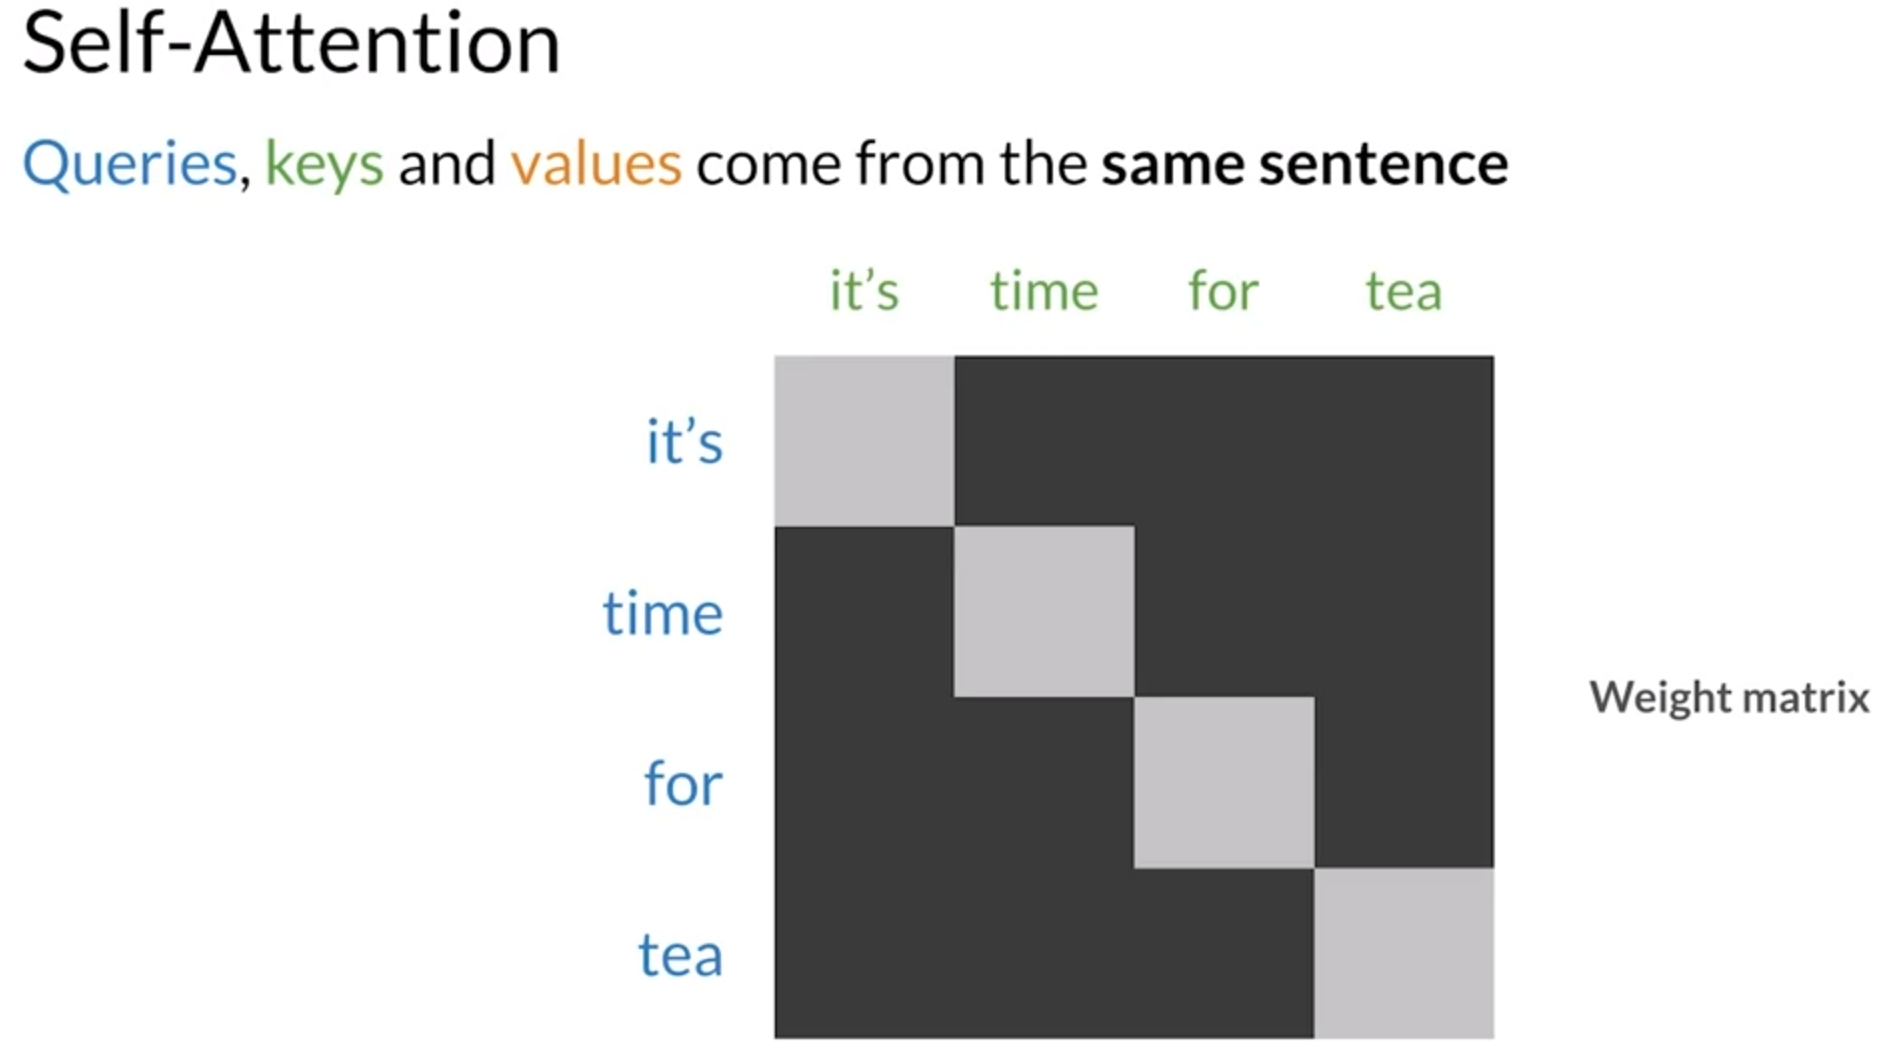 Self-Attention
Queries, keys and values come from the same sentence
it’s time for tea
it’s
time
Weight matrix
for
tea